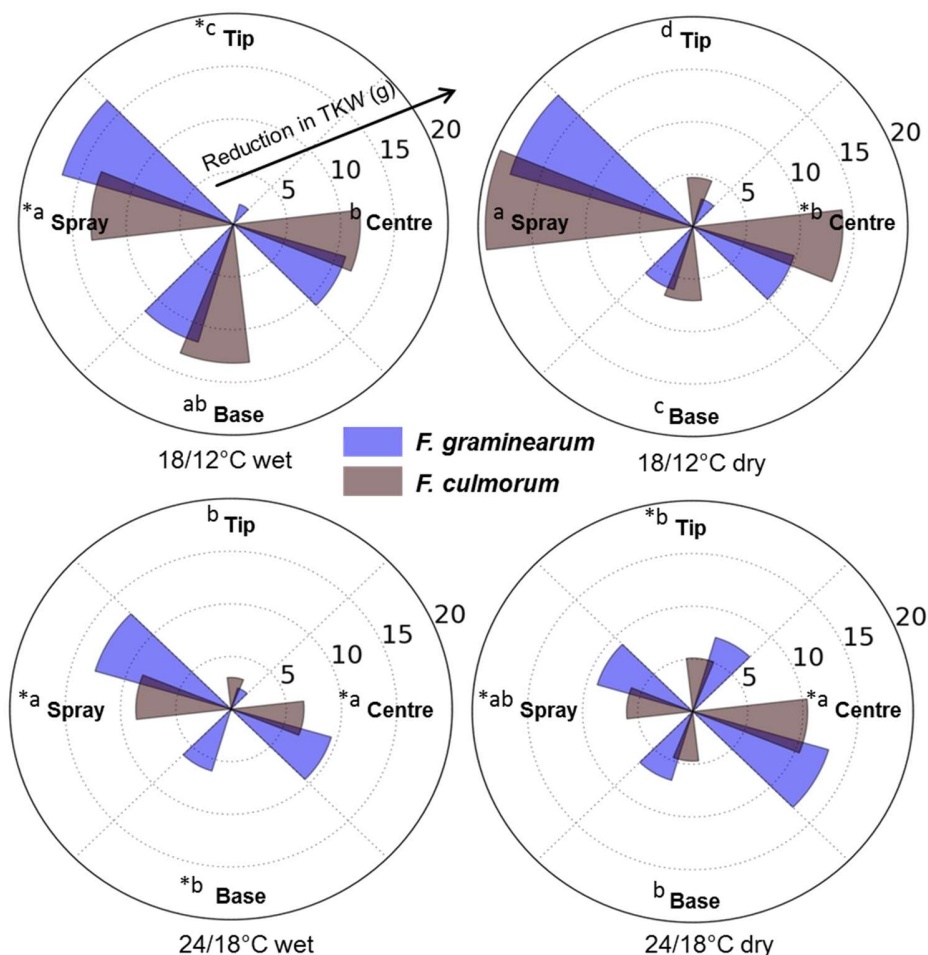 *c Tip
Reduction in TKW (g)
5 10 15 20
*a Spray
b Centre
ab Base
18/12°C wet
d Tip
5 10 15 20
a Spray
*b Centre
c Base
18/12°C dry
F. graminearum
F. culmorum
b Tip
5 10 15 20
*a Spray
*a Centre
*b Base
24/18°C wet
*b Tip
5 10 15 20
*ab Spray
*a Centre
b Base
24/18°C dry